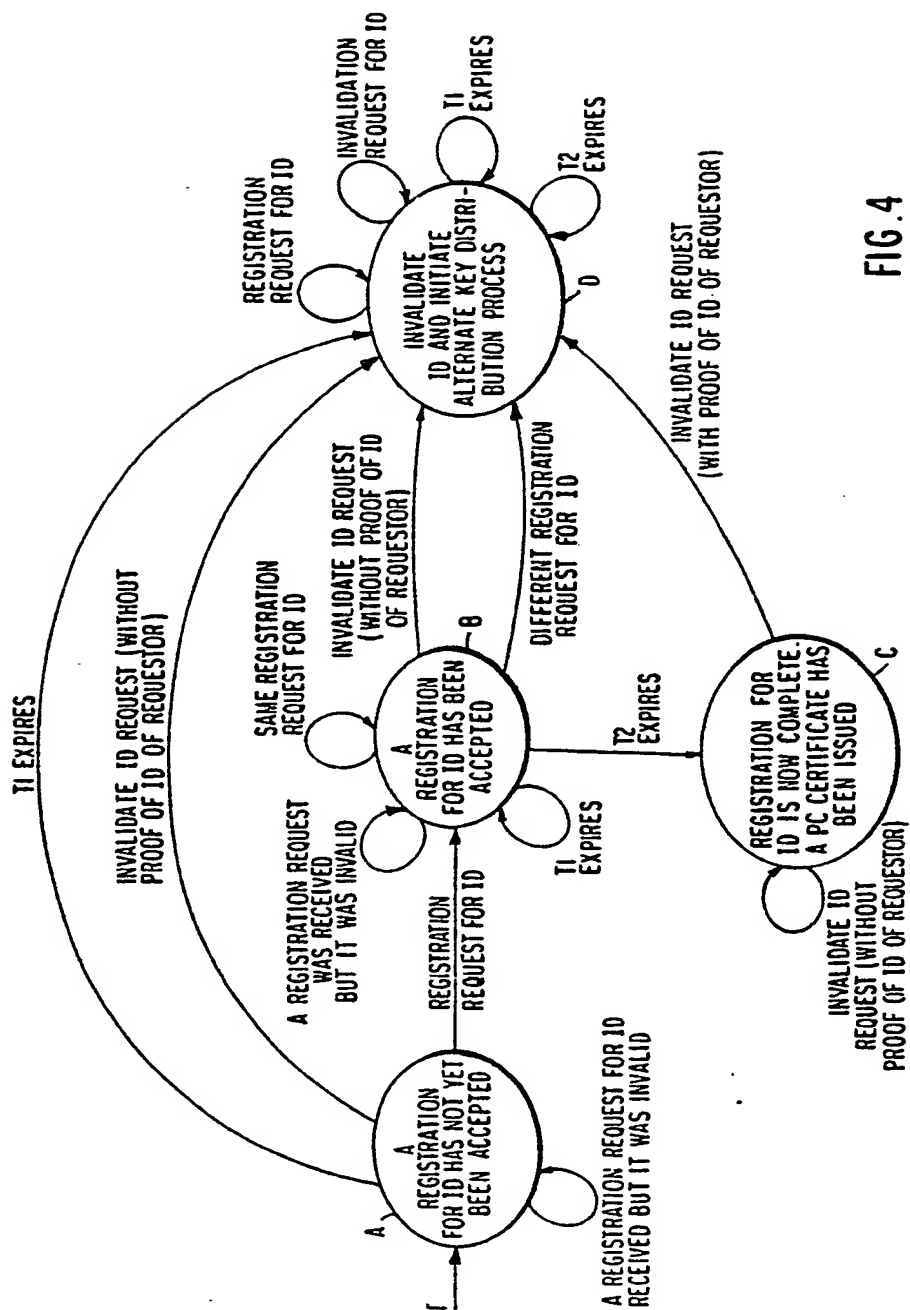 T1 EXPIRES
INVALIDATE ID REQUEST (WITHOUT
PROOF OF ID OF REQUESTOR)
A
A
REGISTRATION
FOR ID HAS NOT YET
BEEN ACCEPTED
A REGISTRATION REQUEST FOR ID
RECEIVED BUT IT WAS INVALID
REGISTRATION
REQUEST FOR ID
A REGISTRATION REQUEST
WAS RECEIVED
BUT IT WAS INVALID
SAME REGISTRATION
REQUEST FOR ID
A
REGISTRATION
FOR ID HAS BEEN
ACCEPTED
B
T1
EXPIRES
INVALIDATE ID REQUEST
(WITHOUT PROOF OF ID
OF REQUESTOR)
DIFFERENT REGISTRATION
REQUEST FOR ID
T2
EXPIRES
REGISTRATION FOR
ID IS NOW COMPLETE.
A PC CERTIFICATE HAS
BEEN ISSUED
C
INVALIDATE ID
REQUEST (WITHOUT
PROOF OF ID OF REQUESTOR)
INVALIDATE ID REQUEST
(WITH PROOF OF ID OF REQUESTOR)
REGISTRATION
REQUEST FOR ID
INVALIDATION
REQUEST FOR ID
T1
EXPIRES
T2
EXPIRES
INVALIDATE
ID AND INITIATE
ALTERNATE KEY DISTRI-
BUTION PROCESS
D
FIG.4